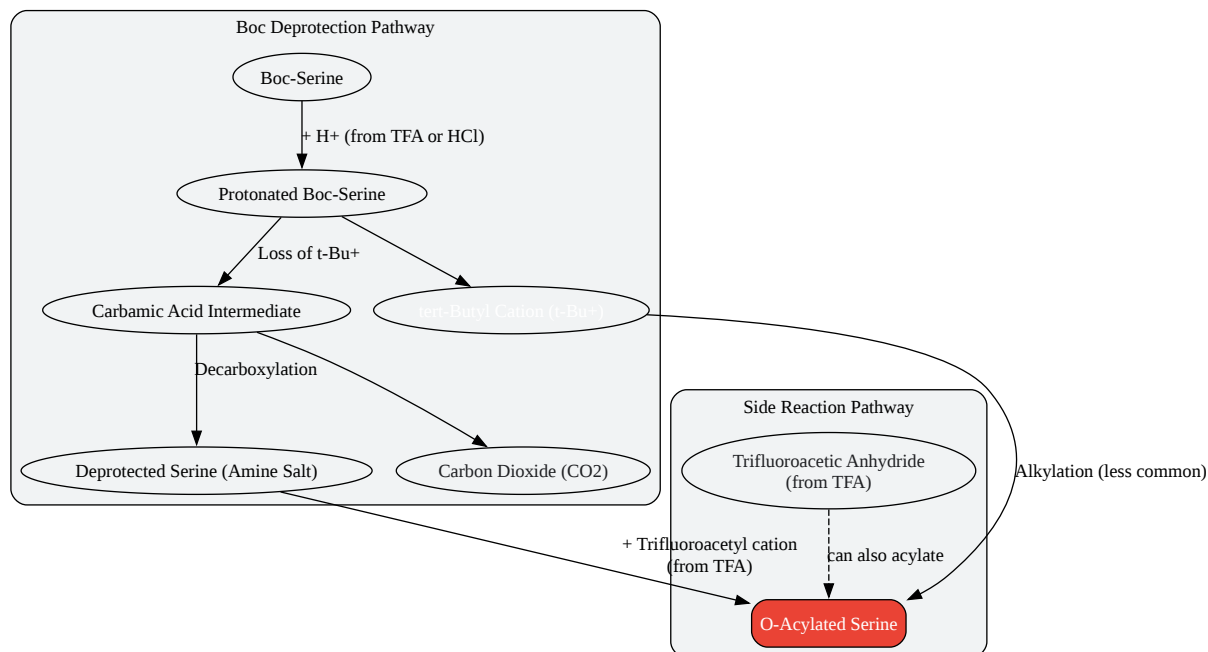 Boc Deprotection Pathway
Boc-Serine
+ H+ (from TFA or HCl)
Protonated Boc-Serine
Loss of t-Bu+
Carbamic Acid Intermediate
tert-Butyl Cation (t-Bu+)
Decarboxylation
Side Reaction Pathway
Deprotected Serine (Amine Salt)
Carbon Dioxide (CO2)
Trifluoroacetic Anhydride
(from TFA)
Alkylation (less common)
+ Trifluoroacetyl cation
(from TFA)
can also acylate
O-Acylated Serine